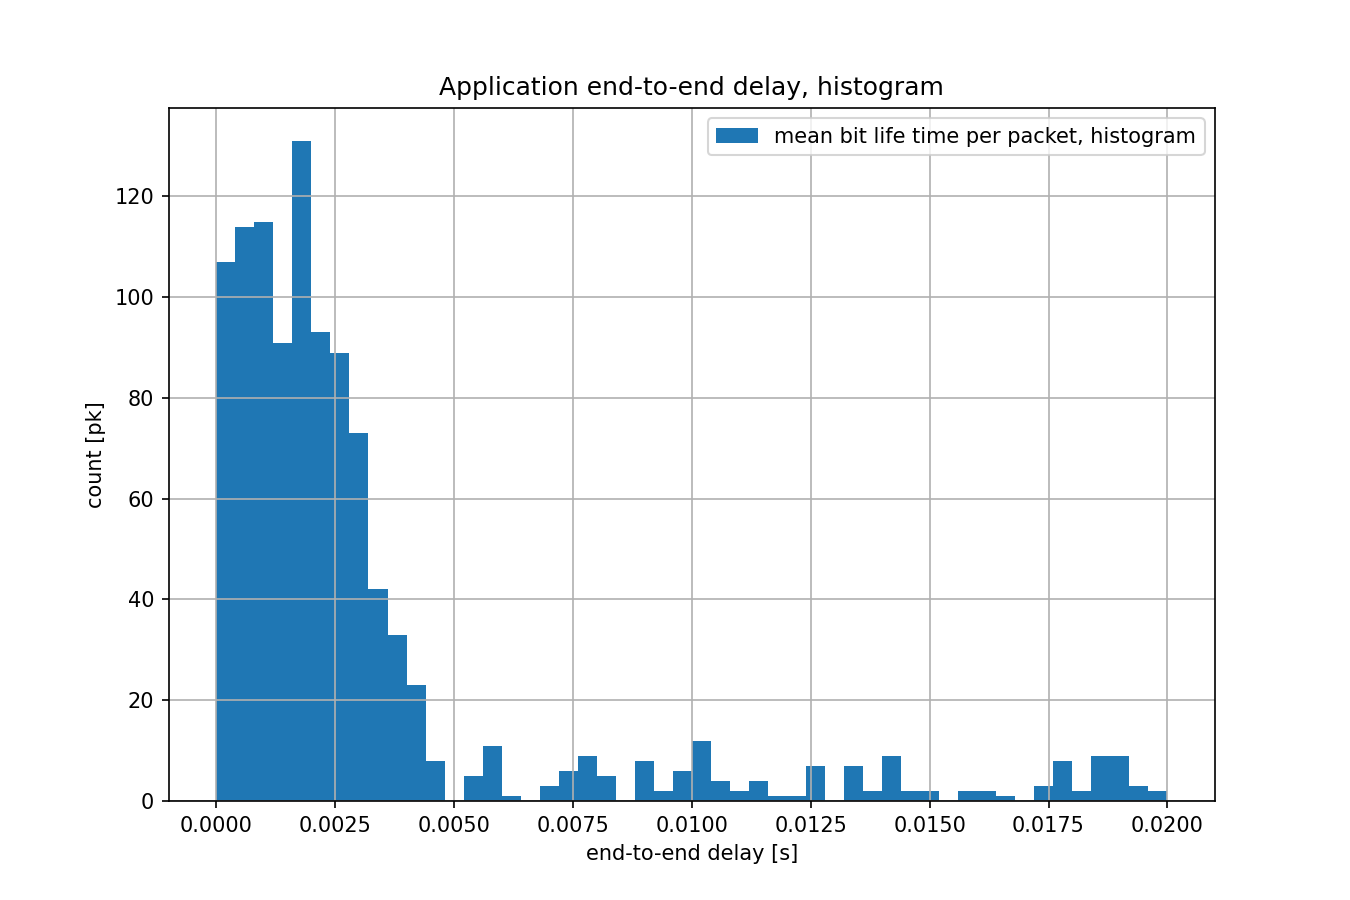 Application end-to-end delay, histogram
mean bit life time per packet, histogram
120
100
80
60
40
20
0
count [pk]
0.0000 0.0025 0.0050 0.0075 0.0100 0.0125 0.0150 0.0175 0.0200
end-to-end delay [s]